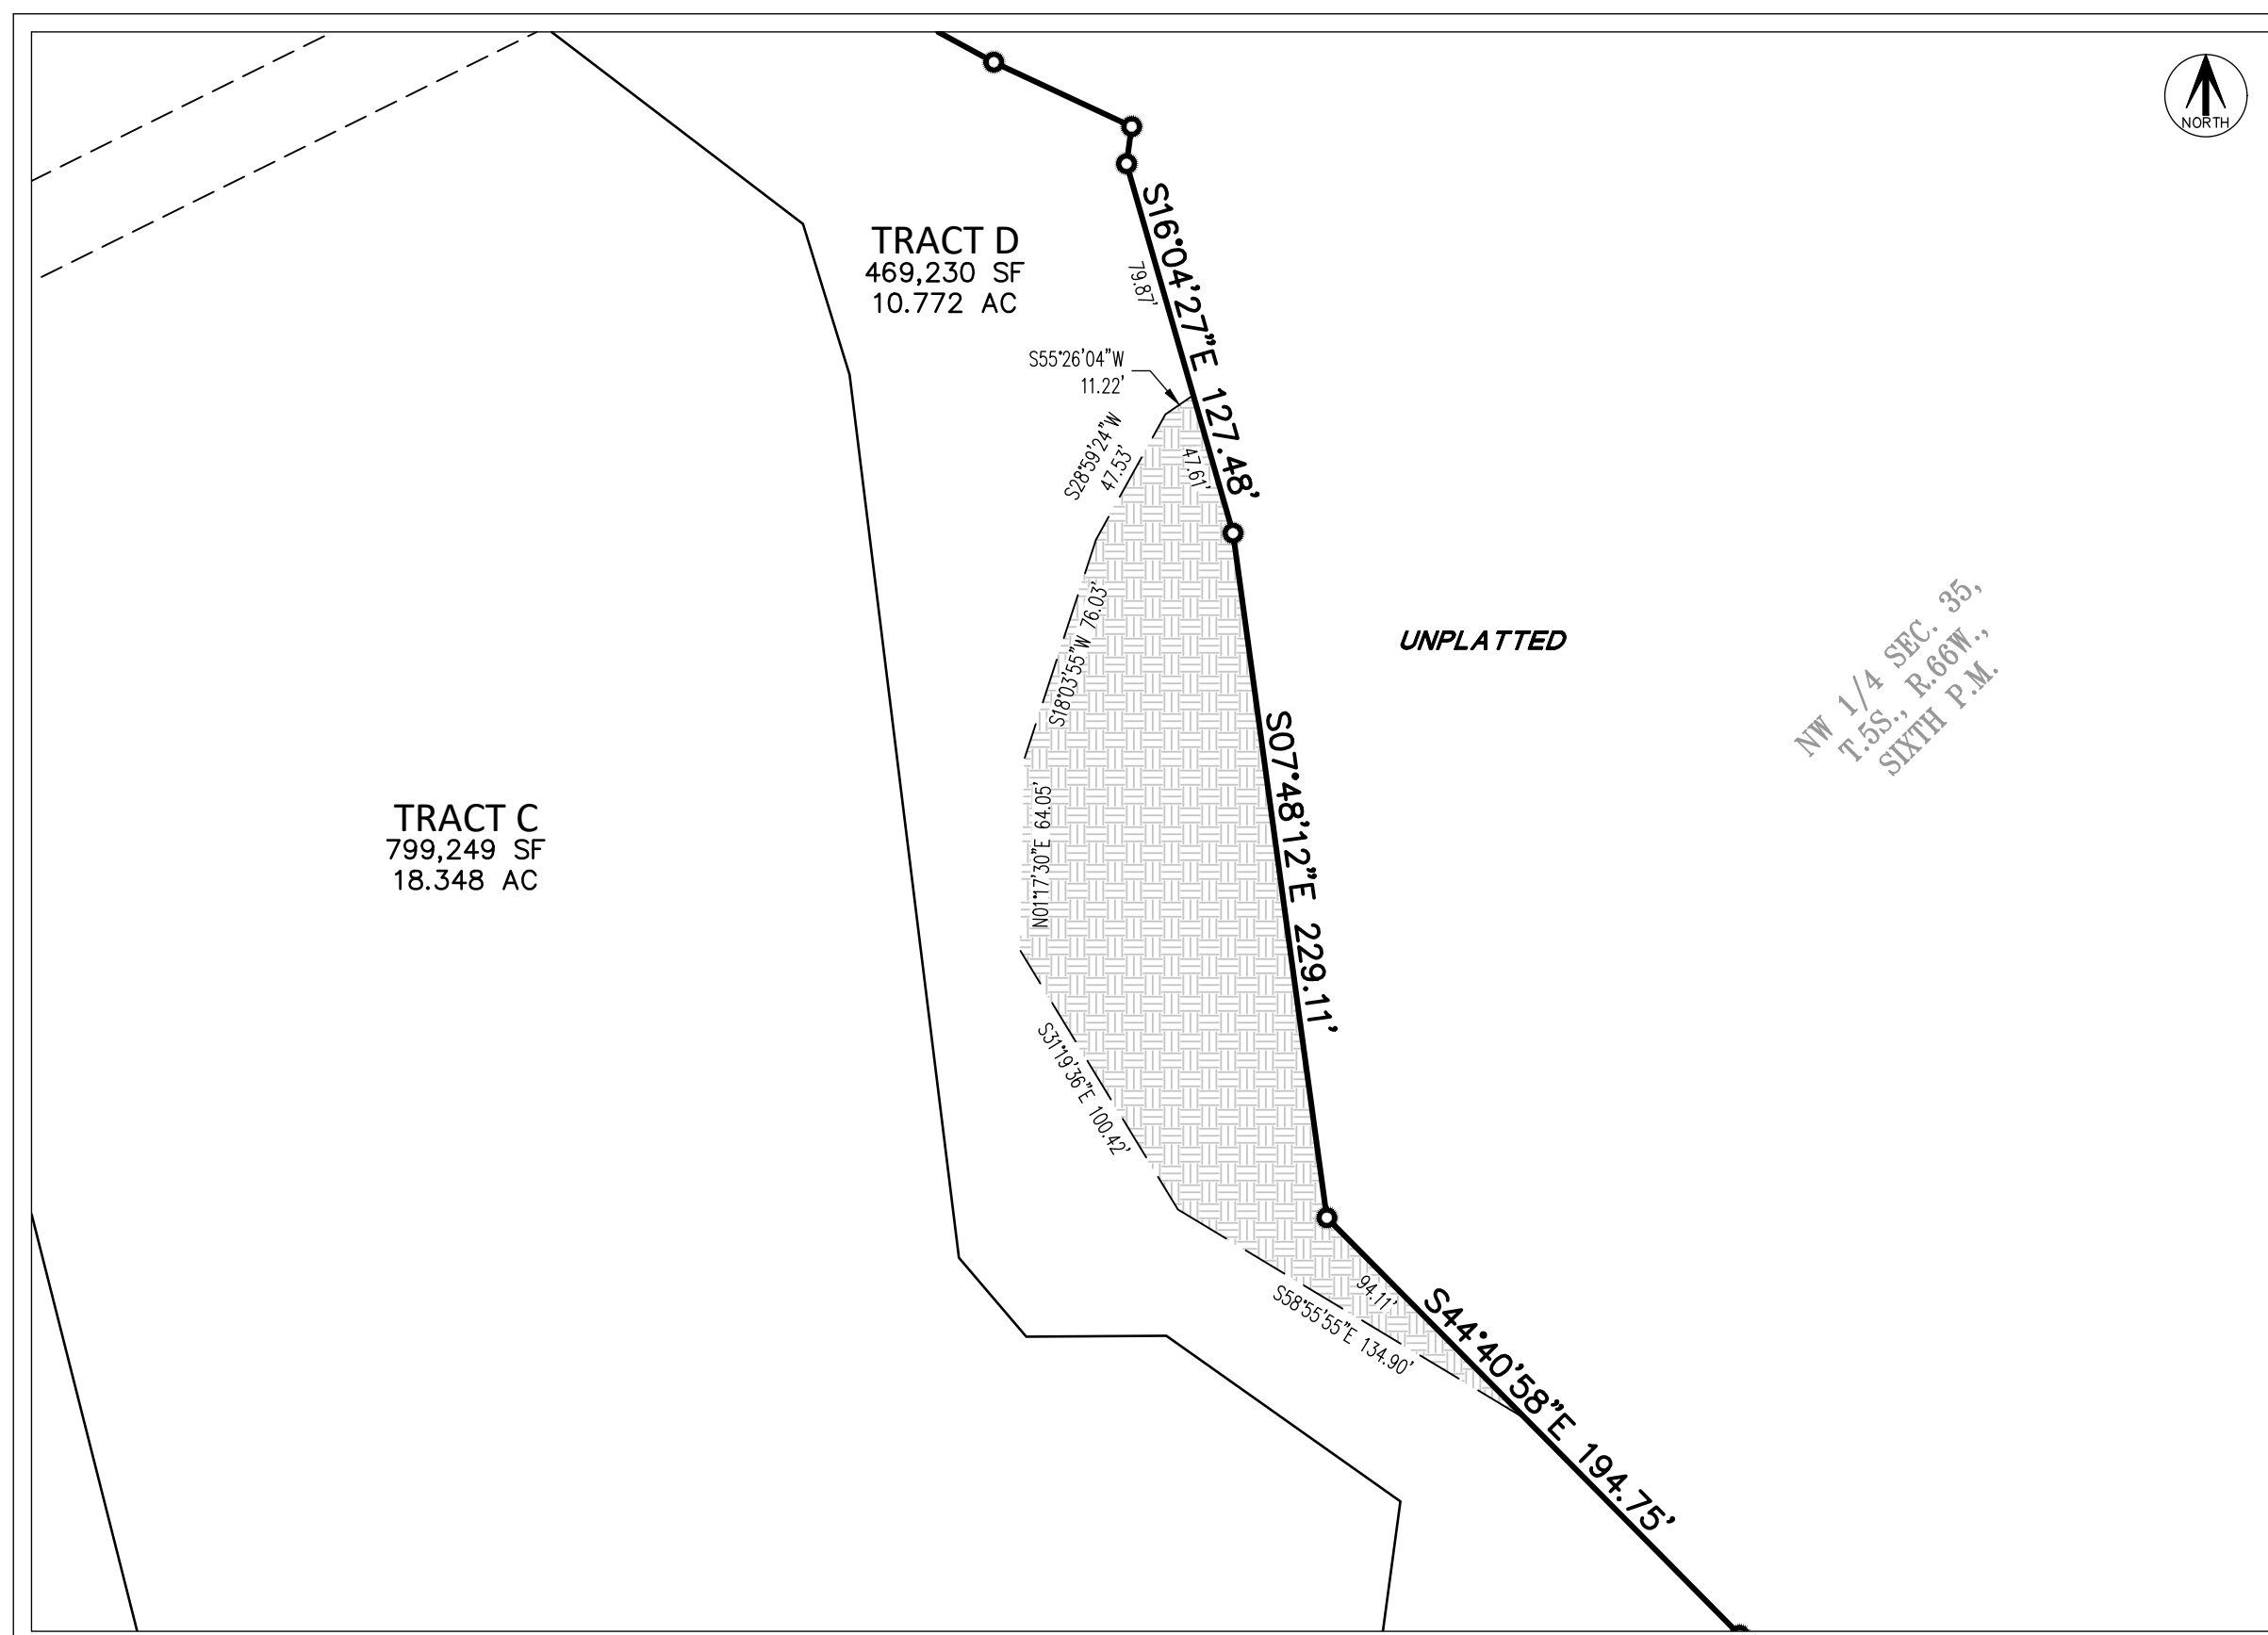 NORTH
S16°04'27"E 127.48'
TRACT D
469,230 SF
10.772 AC
79.87'
S55°26'04"W
11.22'
S28°59'24"W
47.53'
47.61'
S18°03'55"W 76.03'
UNPLATTED
NW 1/4 SEC. 35,
T.5S., R.66W.,
SIXTH P.M.
S07°48'12"E 229.11'
N01°17'30"E 64.05'
TRACT C
799,249 SF
18.348 AC
S31°19'36"E 100.42'
94.11'
S58°55'55"E 134.90'
S44°40'58"E 194.75'